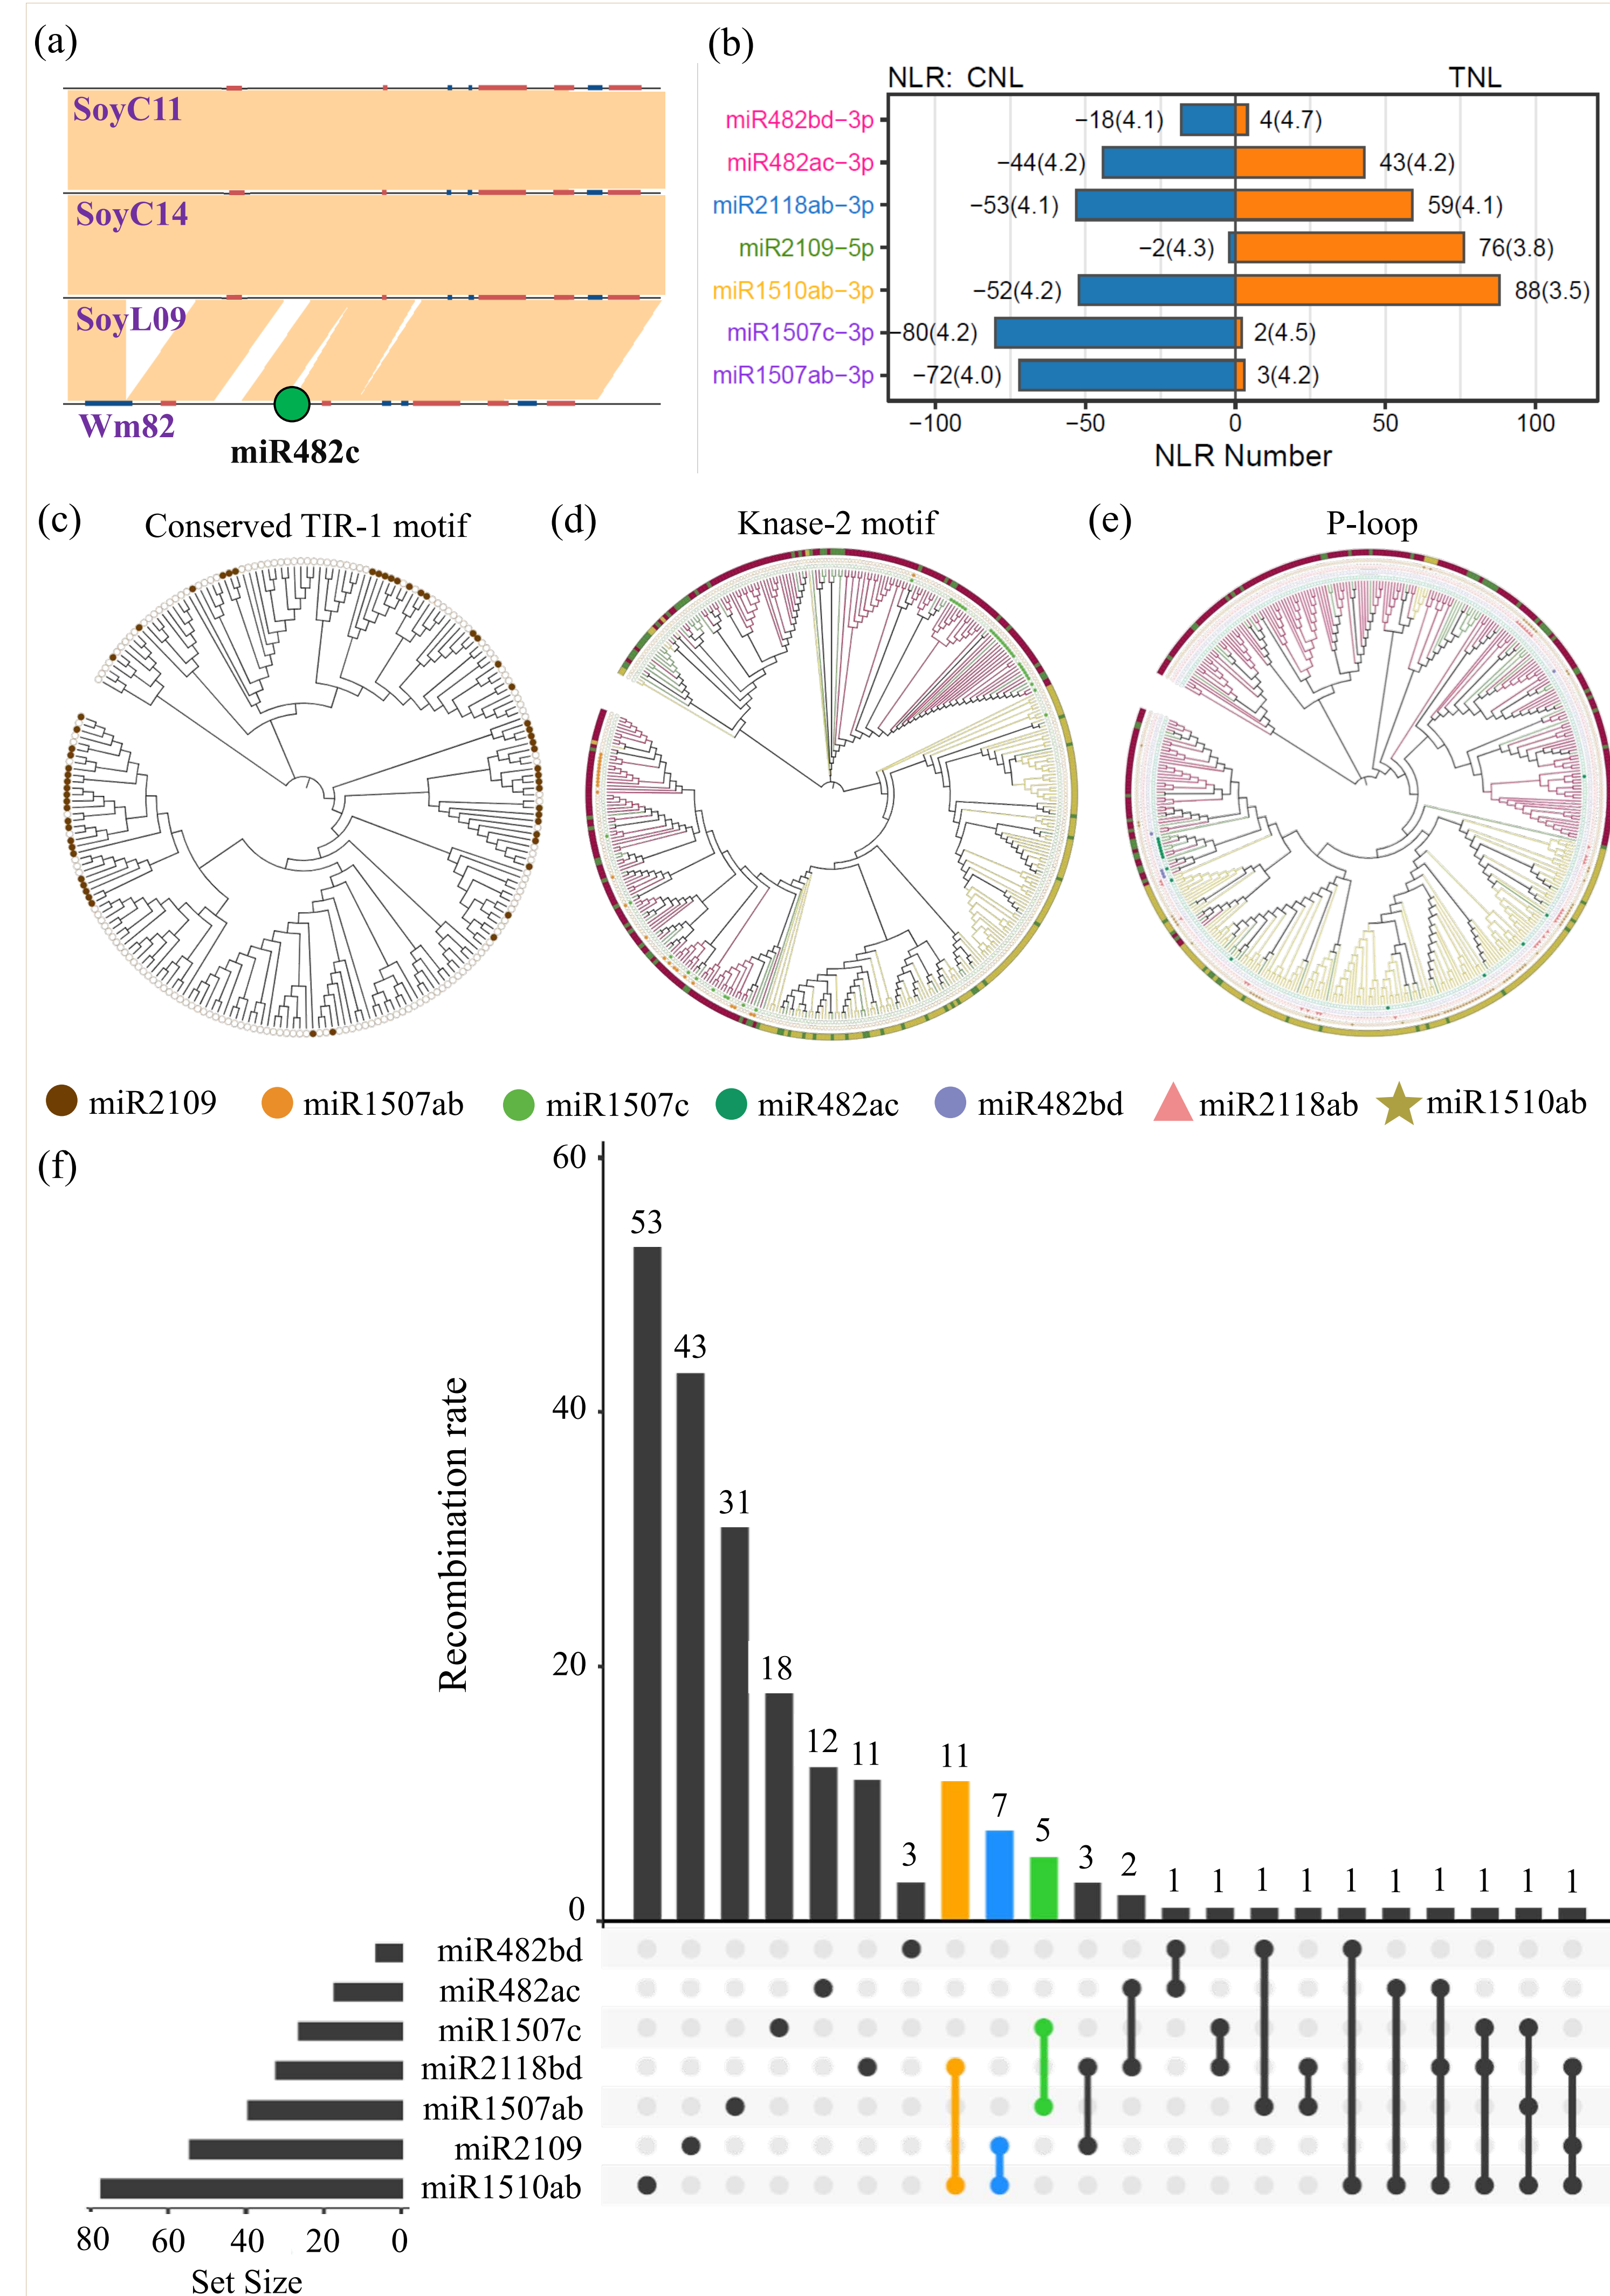 (a)
SoyC11
SoyC14
SoyL09
Wm82
miR482c
(b)
NLR: CNL TNL
miR482bd−3p −18(4.1) 4(4.7)
miR482ac−3p −44(4.2) 43(4.2)
miR2118ab−3p −53(4.1) 59(4.1)
miR2109−5p −2(4.3) 76(3.8)
miR1510ab−3p −52(4.2) 88(3.5)
miR1507c−3p −80(4.2) 2(4.5)
miR1507ab−3p −72(4.0) 3(4.2)
−100 −50 0 50 100
NLR Number
(c) Conserved TIR-1 motif
(d) Knase-2 motif
(e) P-loop
miR2109 miR1507ab miR1507c miR482ac miR482bd miR2118ab miR1510ab
(f)
Recombination rate
60
40
20
0
53 43 31 18 12 11 3 11 7 5 3 2 1 1 1 1 1 1 1 1 1 1
miR482bd
miR482ac
miR1507c
miR2118bd
miR1507ab
miR2109
miR1510ab
80 60 40 20 0
Set Size